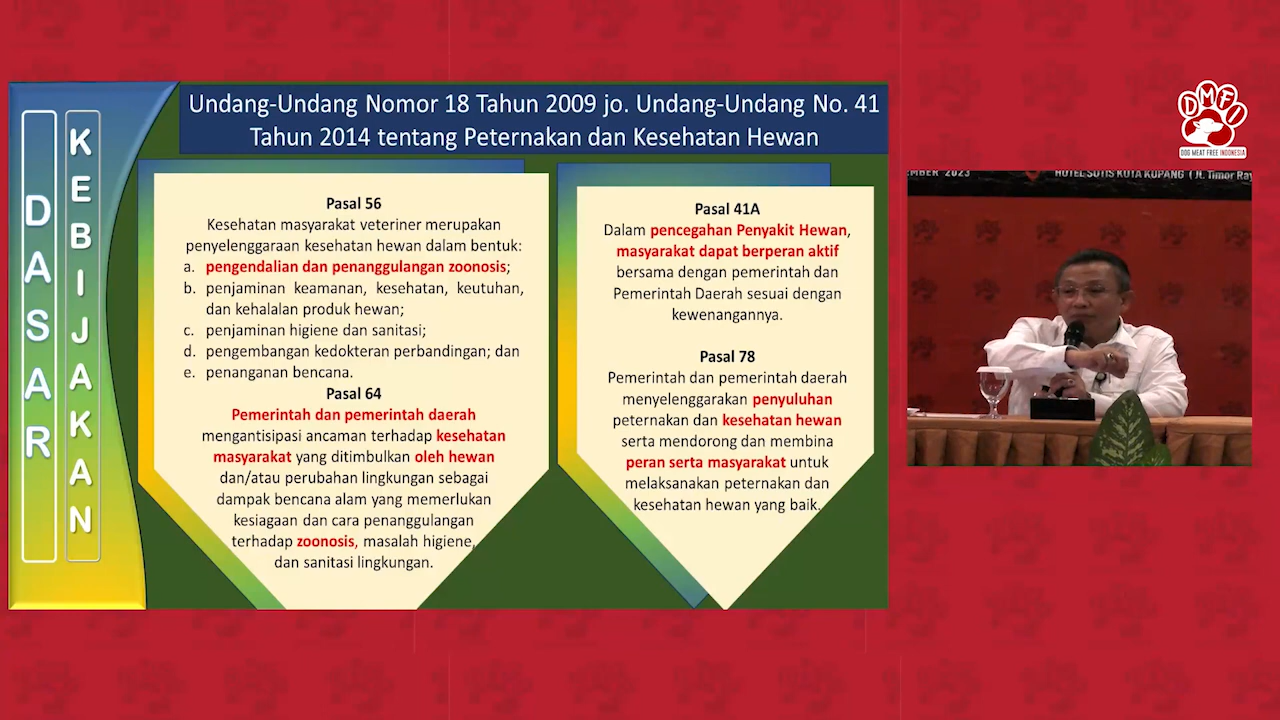 Undang-Undang Nomor 18 Tahun 2009 jo. Undang-Undang No. 41
Tahun 2014 tentang Peternakan dan Kesehatan Hewan
DASAR
KEBIJAKAN
Pasal 56
Kesehatan masyarakat veteriner merupakan
penyelenggaraan kesehatan hewan dalam bentuk:
a. pengendalian dan penanggulangan zoonosis;
b. penjaminan keamanan, kesehatan, keutuhan,
dan kehalalan produk hewan;
c. penjaminan higiene dan sanitasi;
d. pengembangan kedokteran perbandingan; dan
e. penanganan bencana.
Pasal 64
Pemerintah dan pemerintah daerah
mengantisipasi ancaman terhadap kesehatan
masyarakat yang ditimbulkan oleh hewan
dan/atau perubahan lingkungan sebagai
dampak bencana alam yang memerlukan
kesiagaan dan cara penanggulangan
terhadap zoonosis, masalah higiene,
dan sanitasi lingkungan.
Pasal 41A
Dalam pencegahan Penyakit Hewan,
masyarakat dapat berperan aktif
bersama dengan pemerintah dan
Pemerintah Daerah sesuai dengan
kewenangannya.
Pasal 78
Pemerintah dan pemerintah daerah
menyelenggarakan penyuluhan
peternakan dan kesehatan hewan
serta mendorong dan membina
peran serta masyarakat untuk
melaksanakan peternakan dan
kesehatan hewan yang baik.
DMFI
DOG MEAT FREE INDONESIA
EMBER 2023 HOTEL SOTIS KOTA KUPANG ( JL. Timor Ray